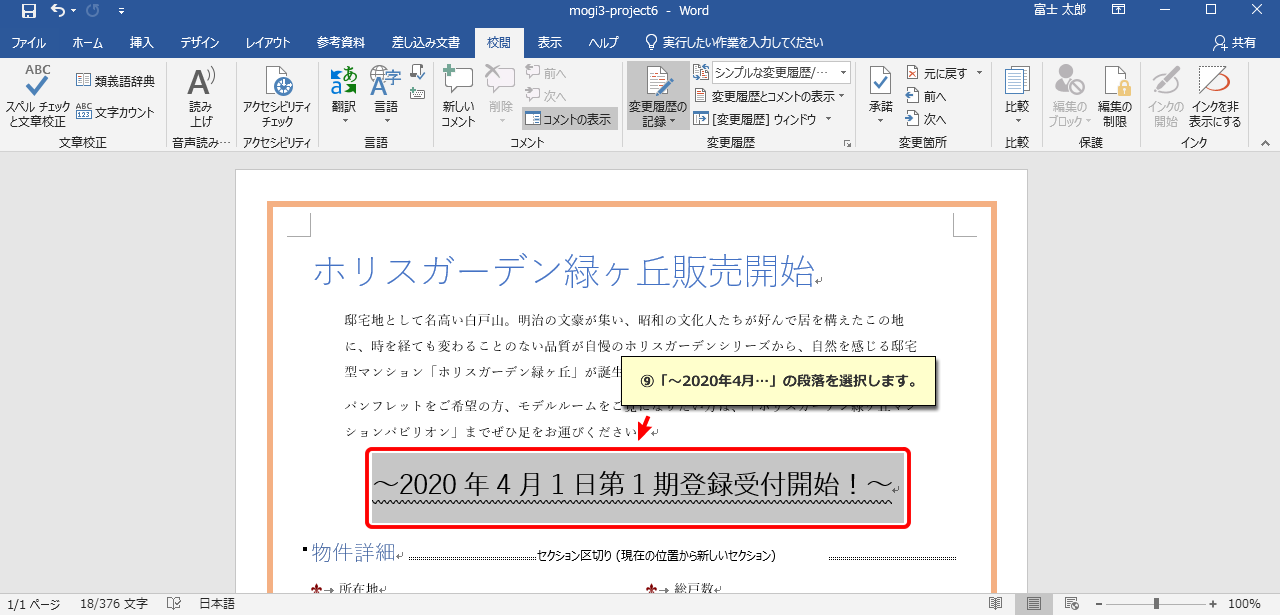 mogi3-project6 - Word
富士 太郎
ファイル ホーム 挿入 デザイン レイアウト 参考資料 差し込み文書 校閲 表示 ヘルプ 実行したい作業を入力してください 共有
ABC
スペル チェック
と文章校正
類義語辞典
ABC
123
文字カウント
文章校正
A
読み
上げ
音声読み…
アクセシビリティ
チェック
アクセシビリティ
あ
翻訳
字
A
言語
言語
新しい
コメント
削除
前へ
次へ
コメントの表示
コメント
変更履歴の
記録
シンプルな変更履歴/…
変更履歴とコメントの表示
[変更履歴] ウィンドウ
変更履歴
承諾
元に戻す
前へ
次へ
変更箇所
比較
比較
編集の
ブロック
編集の
制限
保護
インクの
開始
インクを非
表示にする
インク
ホリスガーデン緑ヶ丘販売開始
邸宅地として名高い白戸山。明治の文豪が集い、昭和の文化人たちが好んで居を構えたこの地
に、時を経ても変わることのない品質が自慢のホリスガーデンシリーズから、自然を感じる邸宅
型マンション「ホリスガーデン緑ヶ丘」が誕生
⑨「～2020年4月…」の段落を選択します。
パンフレットをご希望の方、モデルルームをご覧になりたい方は、「ホリスガーデン緑ヶ丘マン
ションパビリオン」までぜひ足をお運びください
～2020 年 4 月 1 日第 1 期登録受付開始！～
物件詳細
セクション区切り (現在の位置から新しいセクション)
所在地 総戸数
1/1 ページ 18/376 文字 日本語 100%